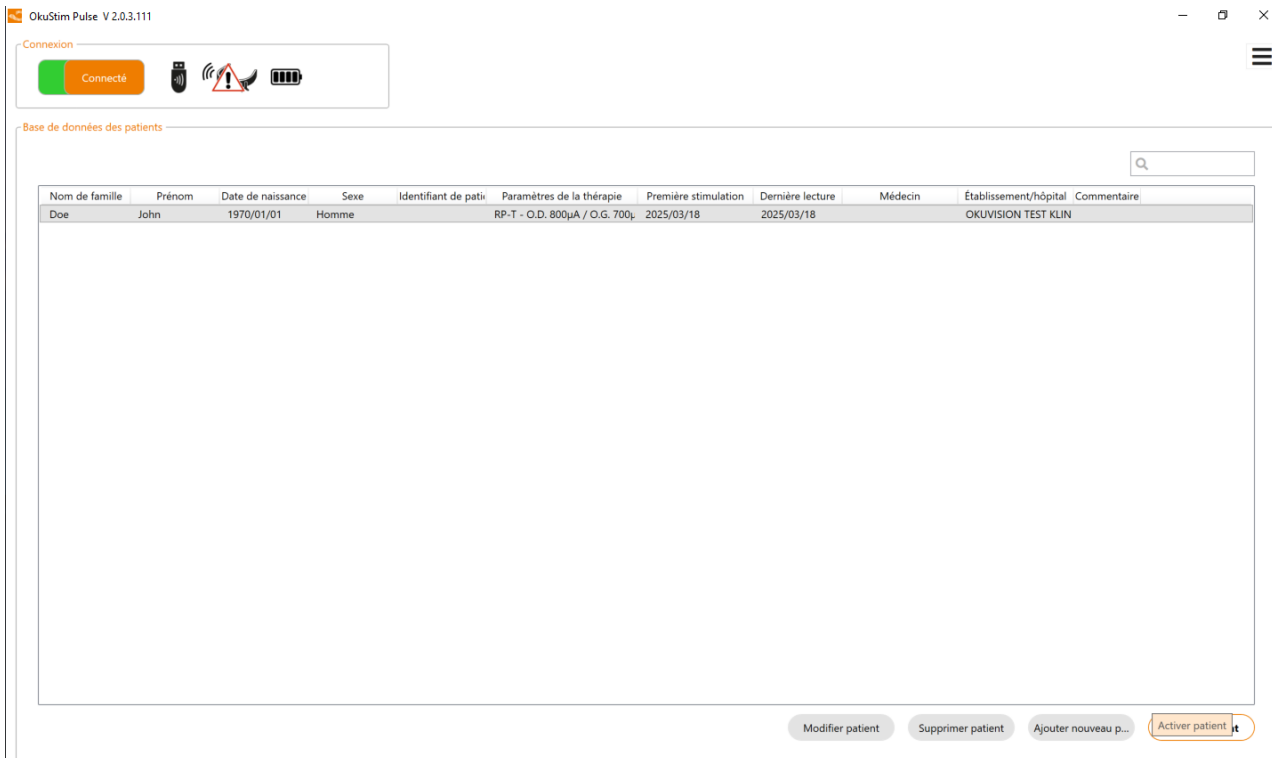 OkuStim Pulse V 2.0.3.111
Connexion
Connecté
Base de données des patients
Nom de famille Prénom Date de naissance Sexe Identifiant de patie Paramètres de la thérapie Première stimulation Dernière lecture Médecin Établissement/hôpital Commentaire
Doe John 1970/01/01 Homme RP-T - O.D. 800µA / O.G. 700µ 2025/03/18 2025/03/18 OKUVISION TEST KLIN
Modifier patient Supprimer patient Ajouter nouveau p... Activer patient